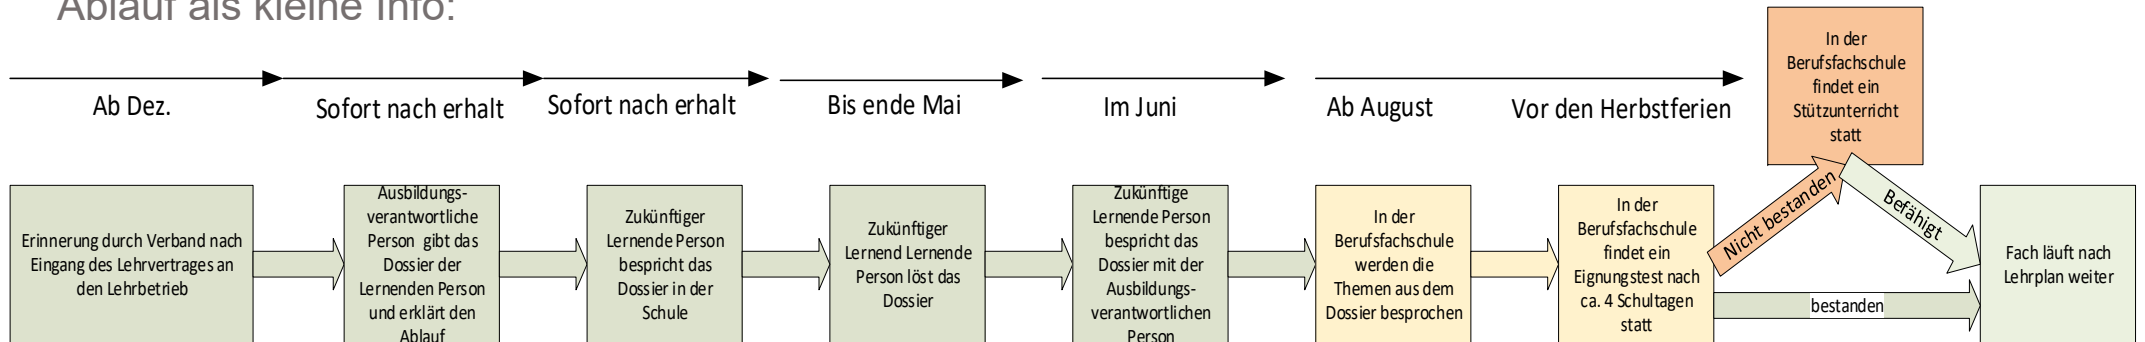 Ablauf als kleine Info:
Ab Dez.
Sofort nach erhalt
Sofort nach erhalt
Bis ende Mai
Im Juni
Ab August
Vor den Herbstferien
Erinnerung durch Verband nach
Eingang des Lehrvertrages an
den Lehrbetrieb
Ausbildungs-
verantwortliche
Person gibt das
Dossier der
Lernenden Person
und erklärt den
Ablauf
Zukünftiger
Lernende Person
bespricht das
Dossier in der
Schule
Zukünftiger
Lernend Lernende
Person löst das
Dossier
Zukünftige
Lernende Person
bespricht das
Dossier mit der
Ausbildungs-
verantwortlichen
Person
In der
Berufsfachschule
werden die
Themen aus dem
Dossier besprochen
In der
Berufsfachschule
findet ein
Eignungstest nach
ca. 4 Schultagen
statt
Nicht bestanden
In der
Berufsfachschule
findet ein
Stützunterricht
statt
Befähigt
bestanden
Fach läuft nach
Lehrplan weiter